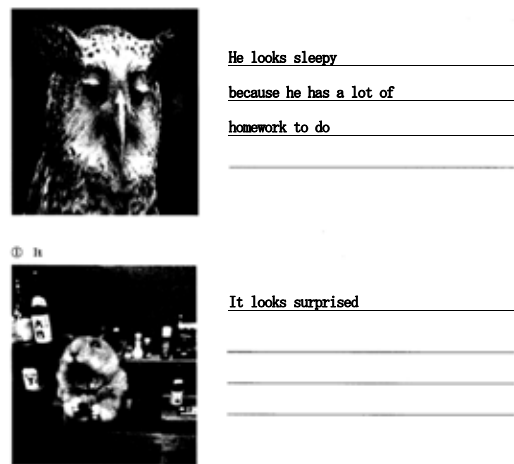 He looks sleepy
because he has a lot of
homework to do
① It
It looks surprised